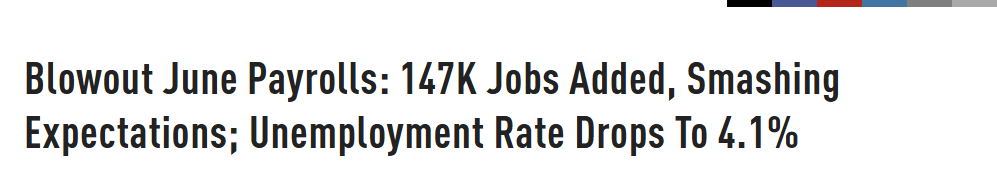 Blowout June Payrolls: 147K Jobs Added, Smashing
Expectations; Unemployment Rate Drops To 4.1%